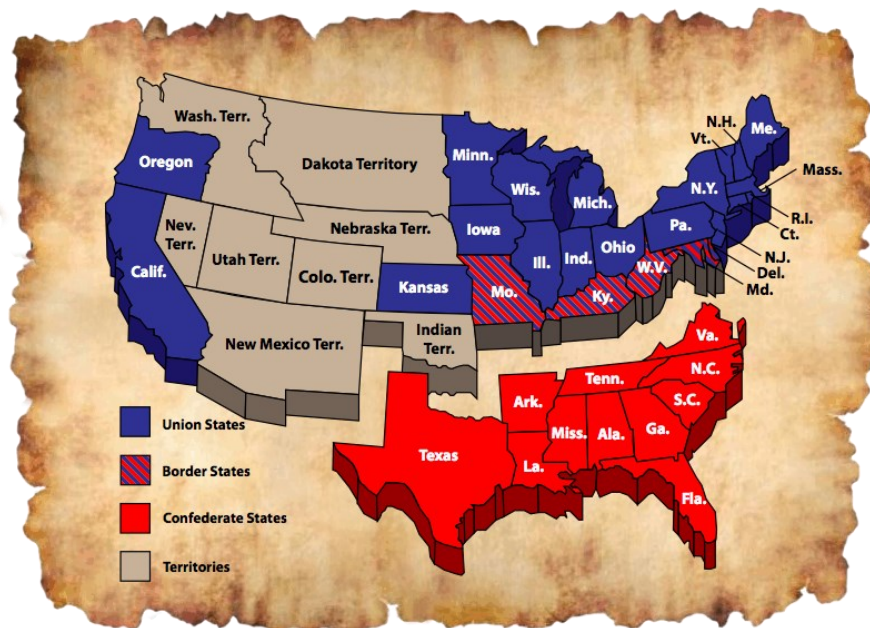 Wash. Terr.
Oregon
Dakota Territory
Minn.
Wis.
Mich.
N.Y.
Vt.
N.H.
Me.
Mass.
R.I.
Ct.
N.J.
Del.
Md.
Pa.
Nev.
Terr.
Calif.
Utah Terr.
Nebraska Terr.
Colo. Terr.
Iowa
Kansas
Ill.
Ind.
Ohio
Mo.
Ky.
W.V.
New Mexico Terr.
Indian
Terr.
Va.
N.C.
Tenn.
S.C.
Ark.
Miss.
Ala.
Ga.
Texas
La.
Fla.
Union States
Border States
Confederate States
Territories